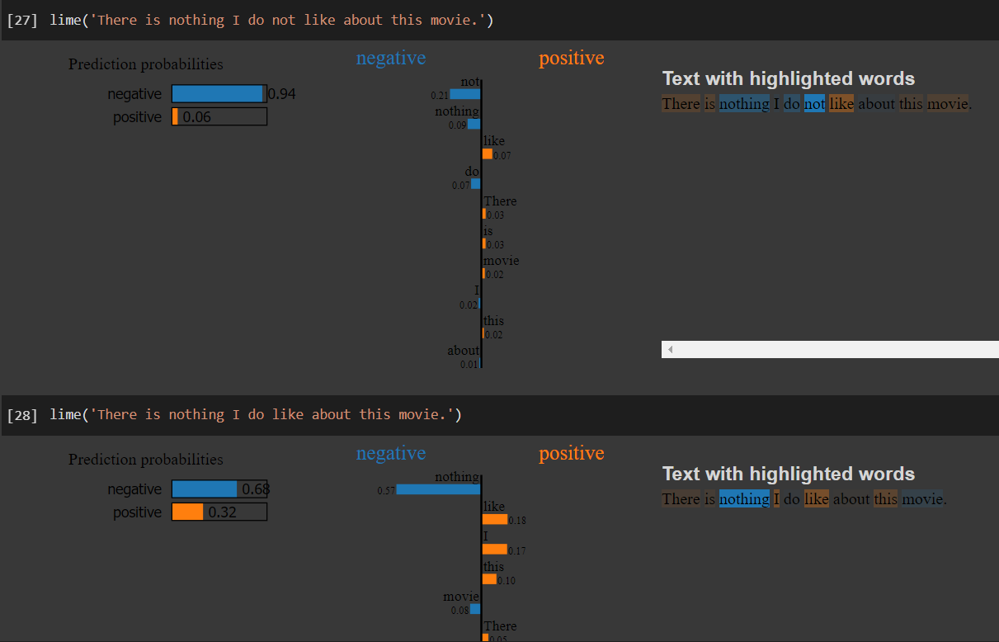 [27] lime('There is nothing I do not like about this movie.')
Prediction probabilities
negative 0.94
positive 0.06
negative positive
not
0.21
nothing
0.09
like
0.07
do
0.07
There
0.03
is
0.03
movie
0.02
I
0.02
this
0.02
about
0.01
Text with highlighted words
There is nothing I do not like about this movie.
[28] lime('There is nothing I do like about this movie.')
Prediction probabilities
negative 0.68
positive 0.32
negative positive
nothing
0.57
like
0.18
I
0.17
this
0.10
movie
0.08
There
0.05
Text with highlighted words
There is nothing I do like about this movie.